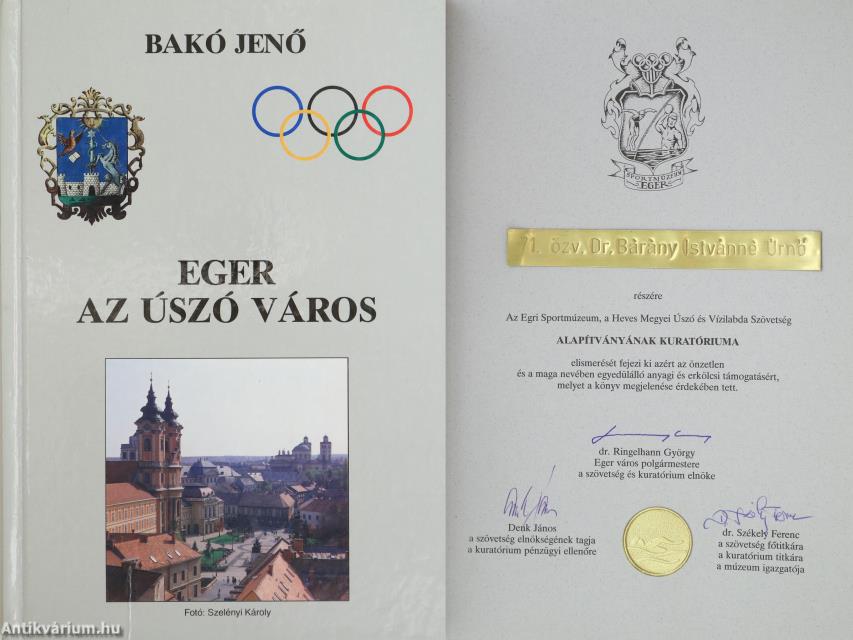 BAKÓ JENŐ
EGER
AZ ÚSZÓ VÁROS
Fotó: Szelényi Károly
Antikvárium.hu
SPORTMÚZEUM
EGER
71. özv. Dr. Bárány Istvánné Úrnő
részére
Az Egri Sportmúzeum, a Heves Megyei Úszó és Vízilabda Szövetség
ALAPÍTVÁNYÁNAK KURATÓRIUMA
elismerését fejezi ki azért az önzetlen
és a maga nevében egyedülálló anyagi és erkölcsi támogatásért,
melyet a könyv megjelenése érdekében tett.
dr. Ringelhann György
Eger város polgármestere
a szövetség és kuratórium elnöke
Denk János
a szövetség elnökségének tagja
a kuratórium pénzügyi ellenőre
dr. Székely Ferenc
a szövetség főtitkára
a kuratórium titkára
a múzeum igazgatója